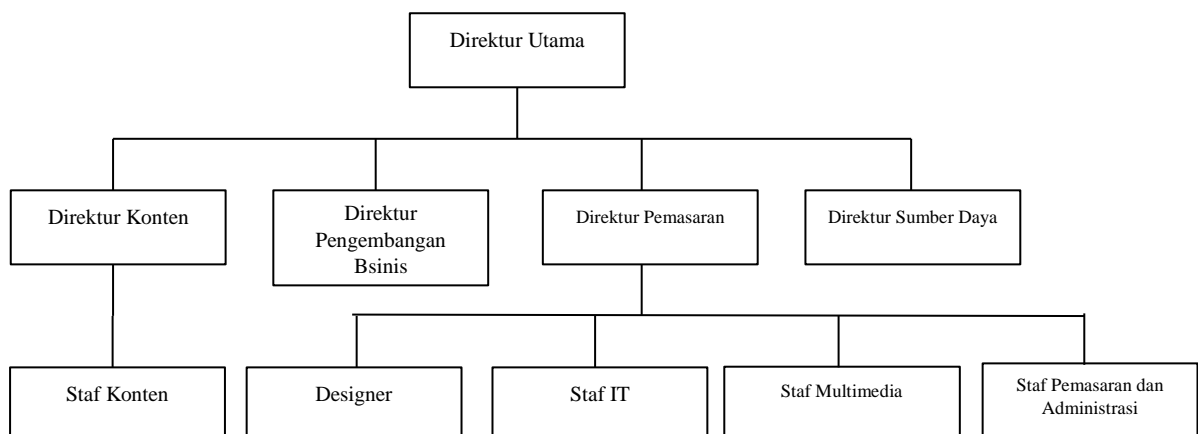 Direktur Utama
Direktur Konten
Direktur
Pengembangan
Bsinis
Direktur Pemasaran
Direktur Sumber Daya
Staf Konten
Designer
Staf IT
Staf Multimedia
Staf Pemasaran dan
Administrasi